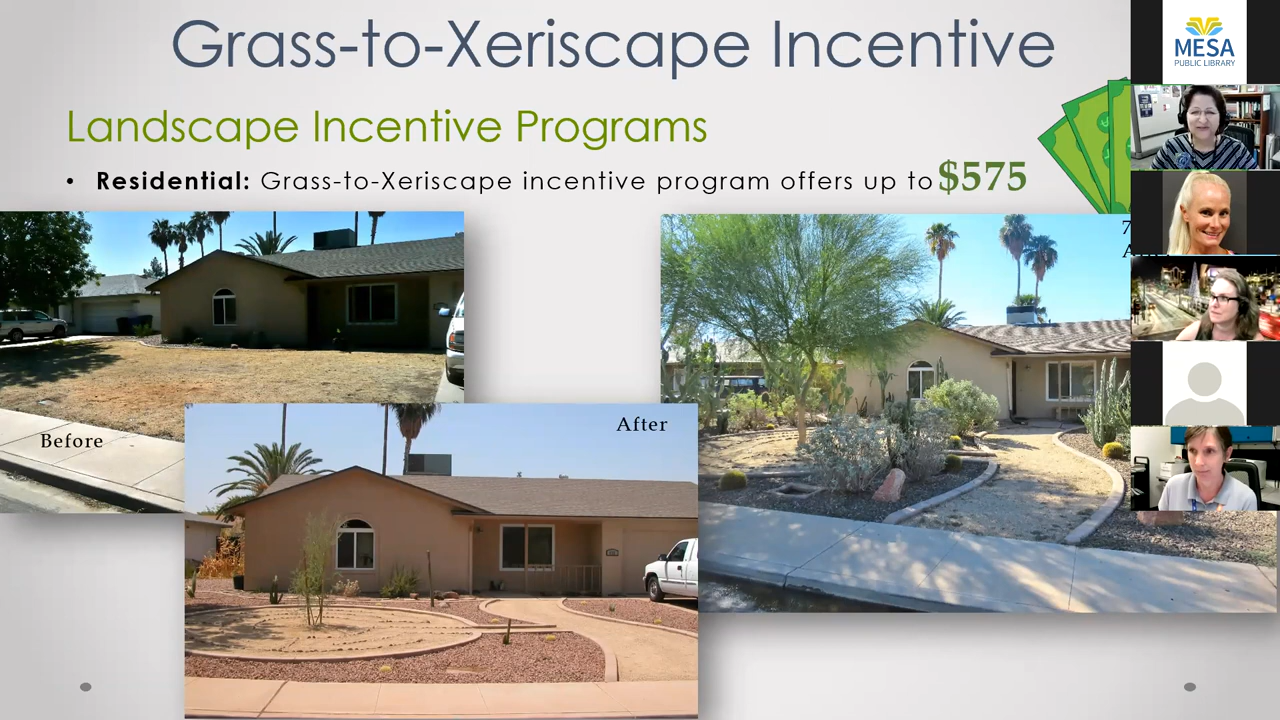 Grass-to-Xeriscape Incentive
MESA
PUBLIC LIBRARY
Landscape Incentive Programs
• Residential: Grass-to-Xeriscape incentive program offers up to $575
After
Before